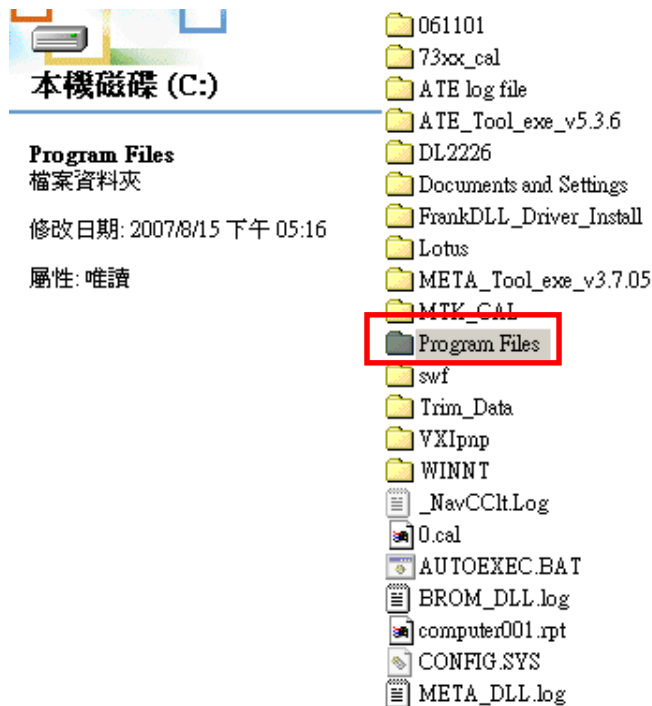 本機磁碟 (C:)
Program Files
檔案資料夾
修改日期: 2007/8/15 下午 05:16
屬性: 唯讀
061101
73xx_cal
ATE log file
ATE_Tool_exe_v5.3.6
DL2226
Documents and Settings
FrankDLL_Driver_Install
Lotus
META_Tool_exe_v3.7.05
MTK_CAL
Program Files
swf
Trim_Data
VXIpnp
WINNT
_NavCClt.Log
0.cal
AUTOEXEC.BAT
BROM_DLL.log
computer001.rpt
CONFIG.SYS
META_DLL.log